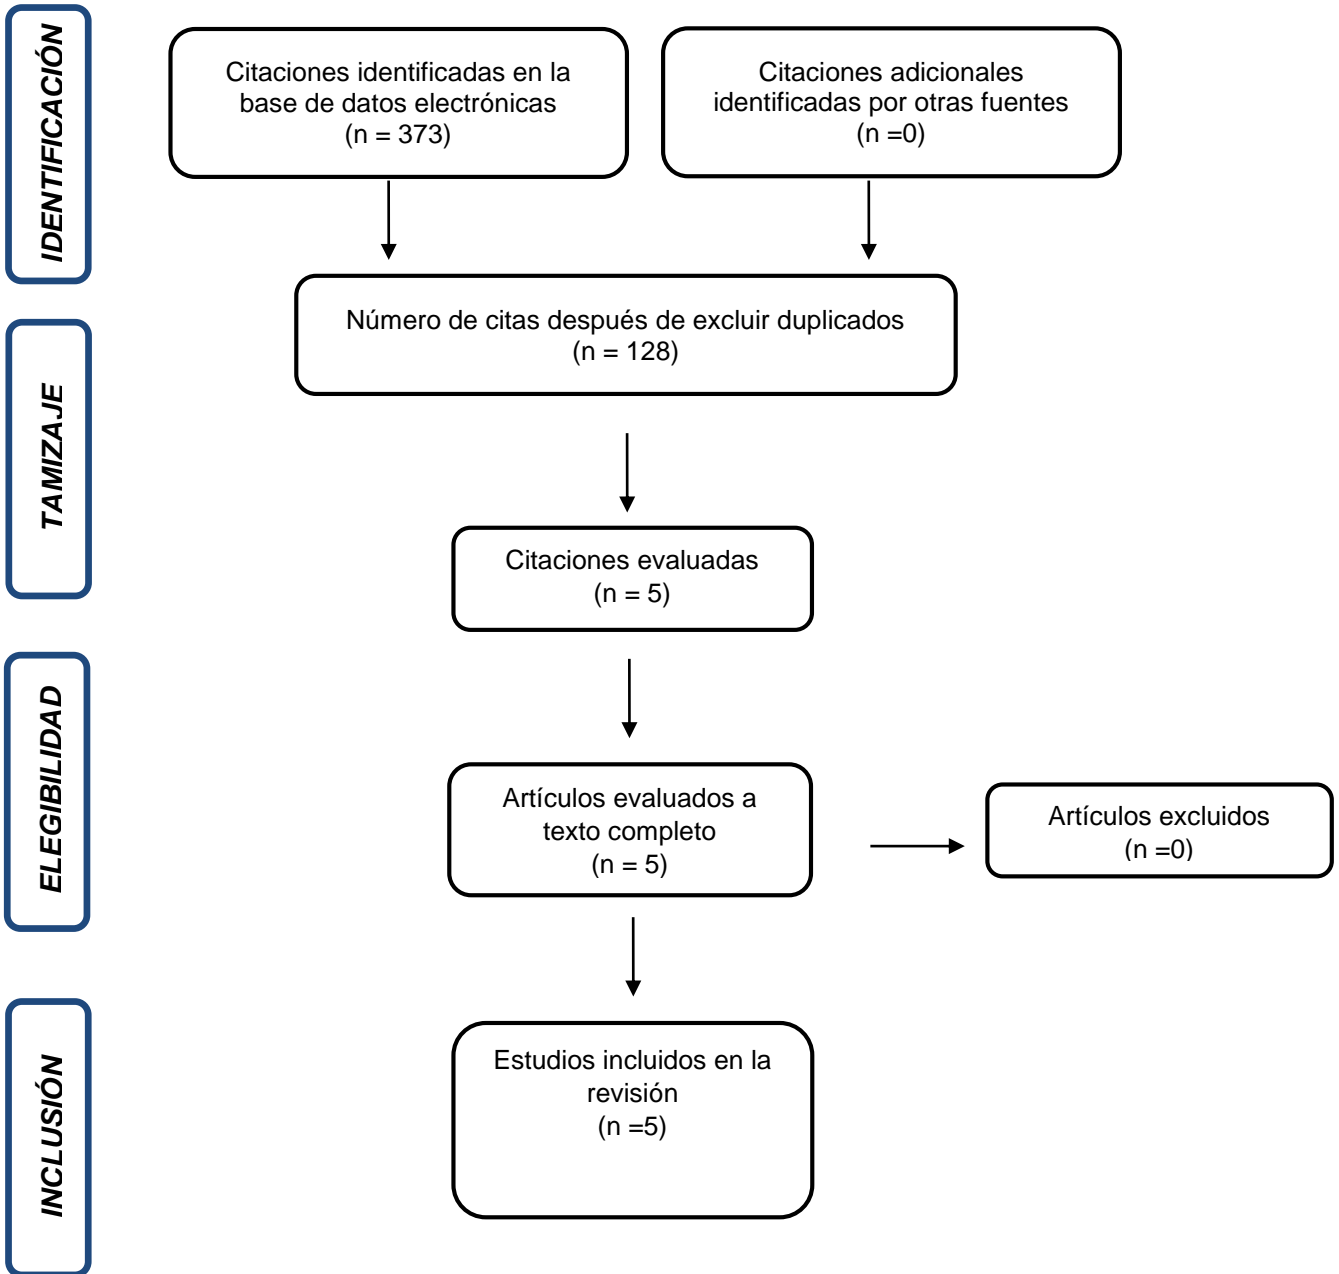 IDENTIFICACIÓN
Citaciones identificadas en la
base de datos electrónicas
(n = 373)
Citaciones adicionales
identificadas por otras fuentes
(n =0)
Número de citas después de excluir duplicados
(n = 128)
TAMIZAJE
Citaciones evaluadas
(n = 5)
ELEGIBILIDAD
Artículos evaluados a
texto completo
(n = 5)
Artículos excluidos
(n =0)
INCLUSIÓN
Estudios incluidos en la
revisión
(n =5)